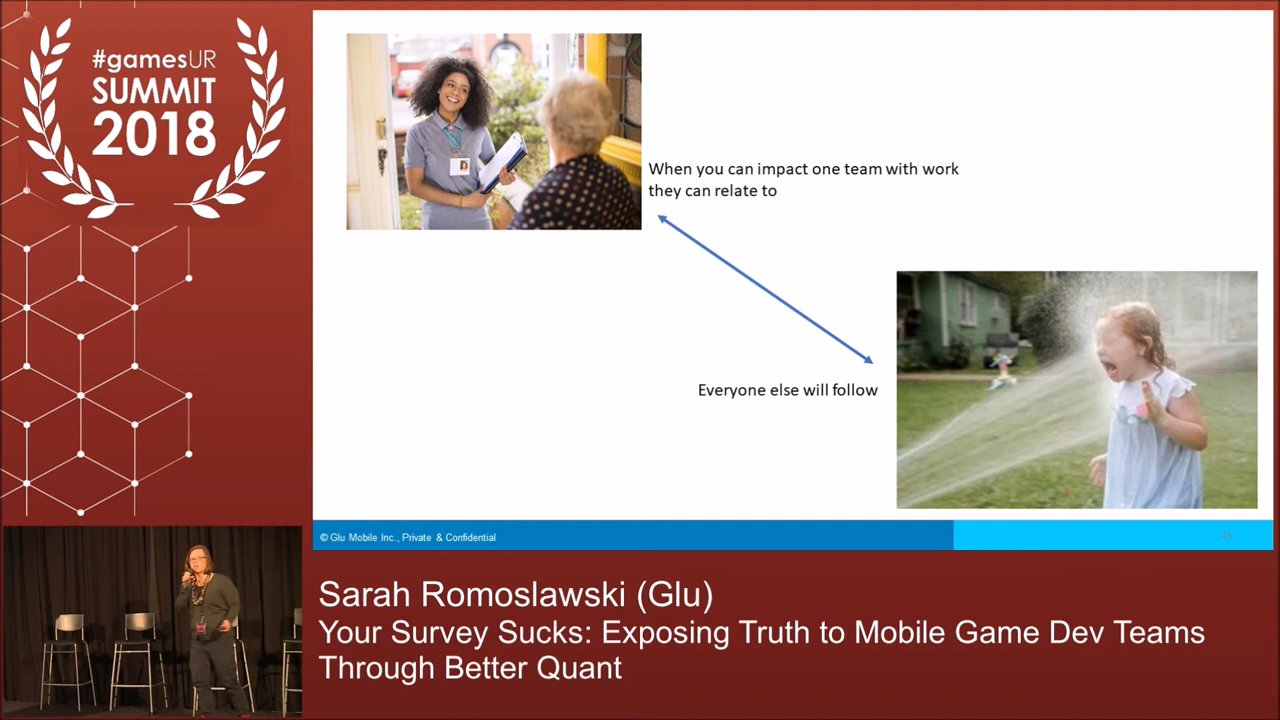 #gamesUR
SUMMIT
2018
When you can impact one team with work
they can relate to
Everyone else will follow
© Glu Mobile Inc., Private & Confidential
45
Sarah Romoslawski (Glu)
Your Survey Sucks: Exposing Truth to Mobile Game Dev Teams
Through Better Quant